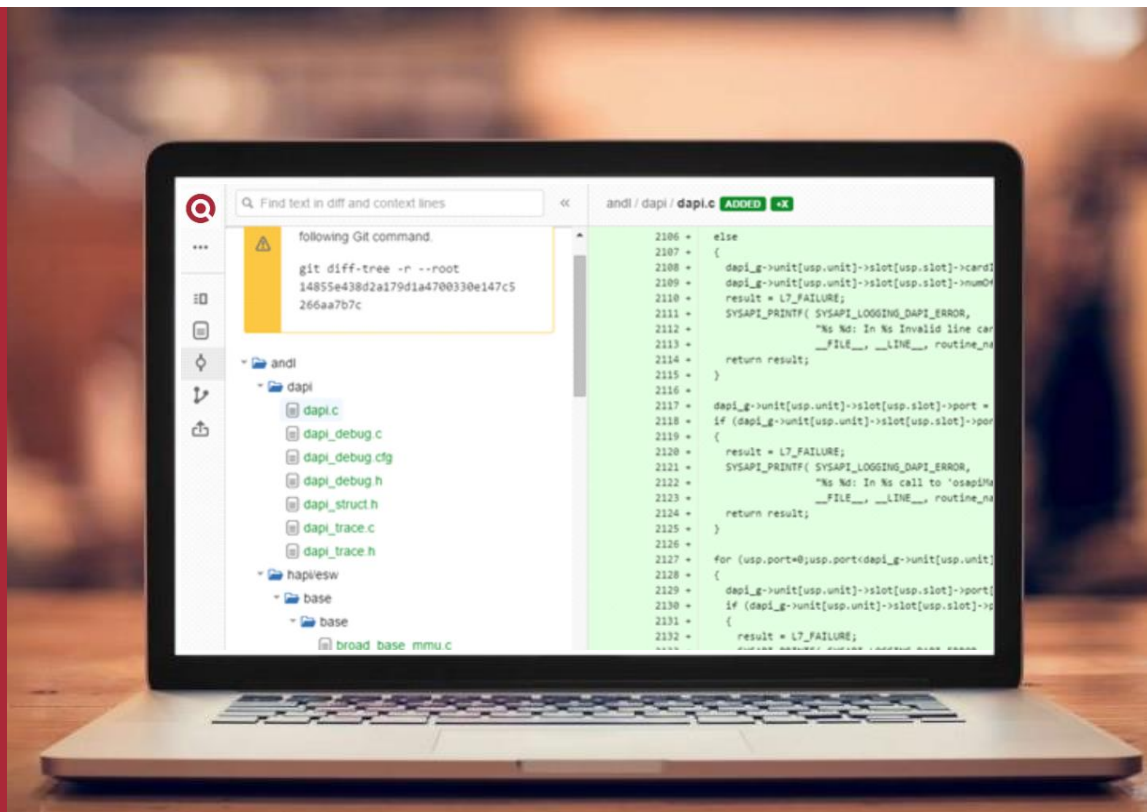 Find text in diff and context lines
following Git command.
git diff-tree -r --root
14855e438d2a179d1a4700330e147c5
266aa7b7c
andl
dapi
dapi.c
dapi_debug.c
dapi_debug.cfg
dapi_debug.h
dapi_struct.h
dapi_trace.c
dapi_trace.h
hapi/esw
base
base
broad_base_mmu.c
andl / dapi / dapi.c ADDED +X
2106 + else
2107 + {
2108 + dapi_g->unit[usp.unit]->slot[usp.slot]->cardI
2109 + dapi_g->unit[usp.unit]->slot[usp.slot]->numOf
2110 + result = L7_FAILURE;
2111 + SYSAPI_PRINTF( SYSAPI_LOGGING_DAPI_ERROR,
2112 + "%s %d: In %s Invalid line car
2113 + __FILE__, __LINE__, routine_na
2114 + return result;
2115 + }
2116 +
2117 + dapi_g->unit[usp.unit]->slot[usp.slot]->port =
2118 + if (dapi_g->unit[usp.unit]->slot[usp.slot]->por
2119 + {
2120 + result = L7_FAILURE;
2121 + SYSAPI_PRINTF( SYSAPI_LOGGING_DAPI_ERROR,
2122 + "%s %d: In %s call to 'osapiMa
2123 + __FILE__, __LINE__, routine_na
2124 + return result;
2125 + }
2126 +
2127 + for (usp.port=0;usp.port<dapi_g->unit[usp.unit]
2128 + {
2129 + dapi_g->unit[usp.unit]->slot[usp.slot]->port[
2130 + if (dapi_g->unit[usp.unit]->slot[usp.slot]->p
2131 + {
2132 + result = L7_FAILURE;